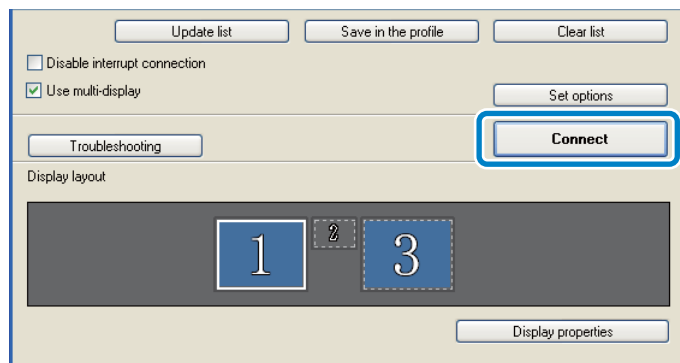 Update list Save in the profile Clear list
Disable interrupt connection
Use multi-display
Set options
Troubleshooting Connect
Display layout
1 2 3
Display properties